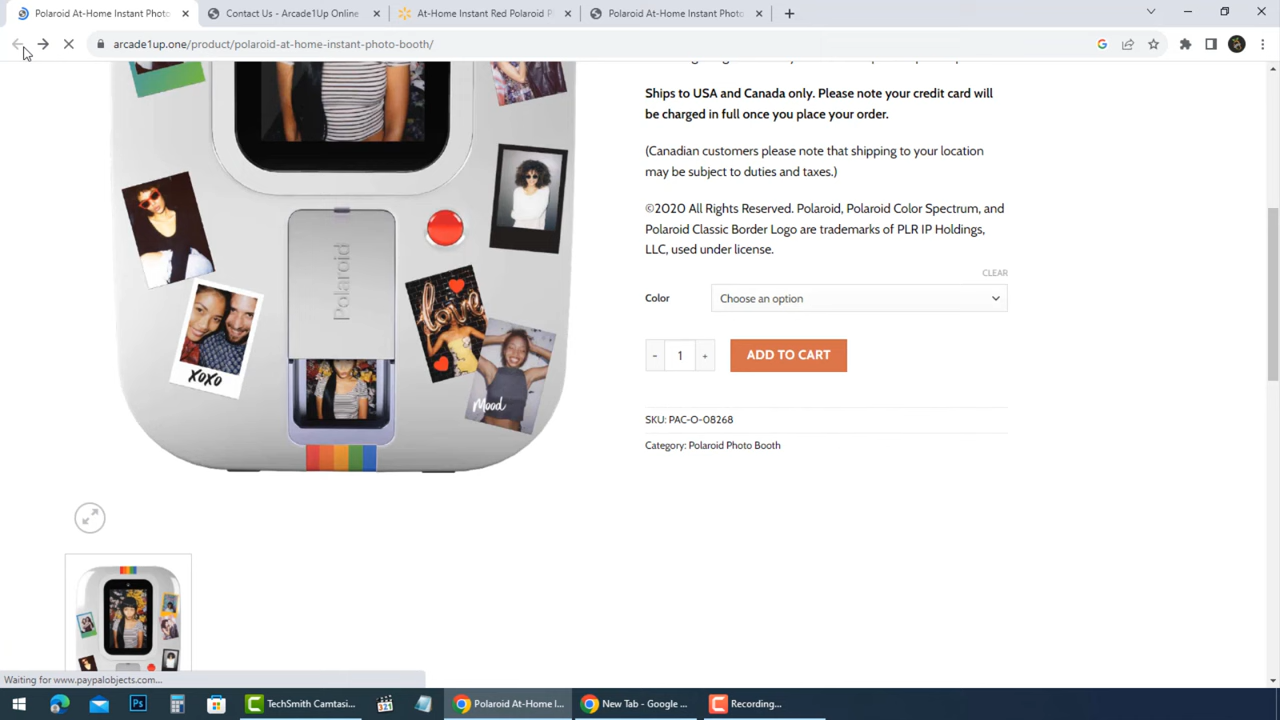 Polaroid At-Home Instant Photo
Contact Us - Arcade1Up Online
At-Home Instant Red Polaroid P
Polaroid At-Home Instant Photo
arcade1up.one/product/polaroid-at-home-instant-photo-booth/
Ships to USA and Canada only. Please note your credit card will
be charged in full once you place your order.
(Canadian customers please note that shipping to your location
may be subject to duties and taxes.)
©2020 All Rights Reserved. Polaroid, Polaroid Color Spectrum, and
Polaroid Classic Border Logo are trademarks of PLR IP Holdings,
LLC, used under license.
CLEAR
Color
Choose an option
- 1 +
ADD TO CART
SKU: PAC-O-08268
Category: Polaroid Photo Booth
Polaroid
love
XOXO
Mood
Waiting for www.paypalobjects.com...
TechSmith Camtasi...
Polaroid At-Home I...
New Tab - Google ...
Recording...